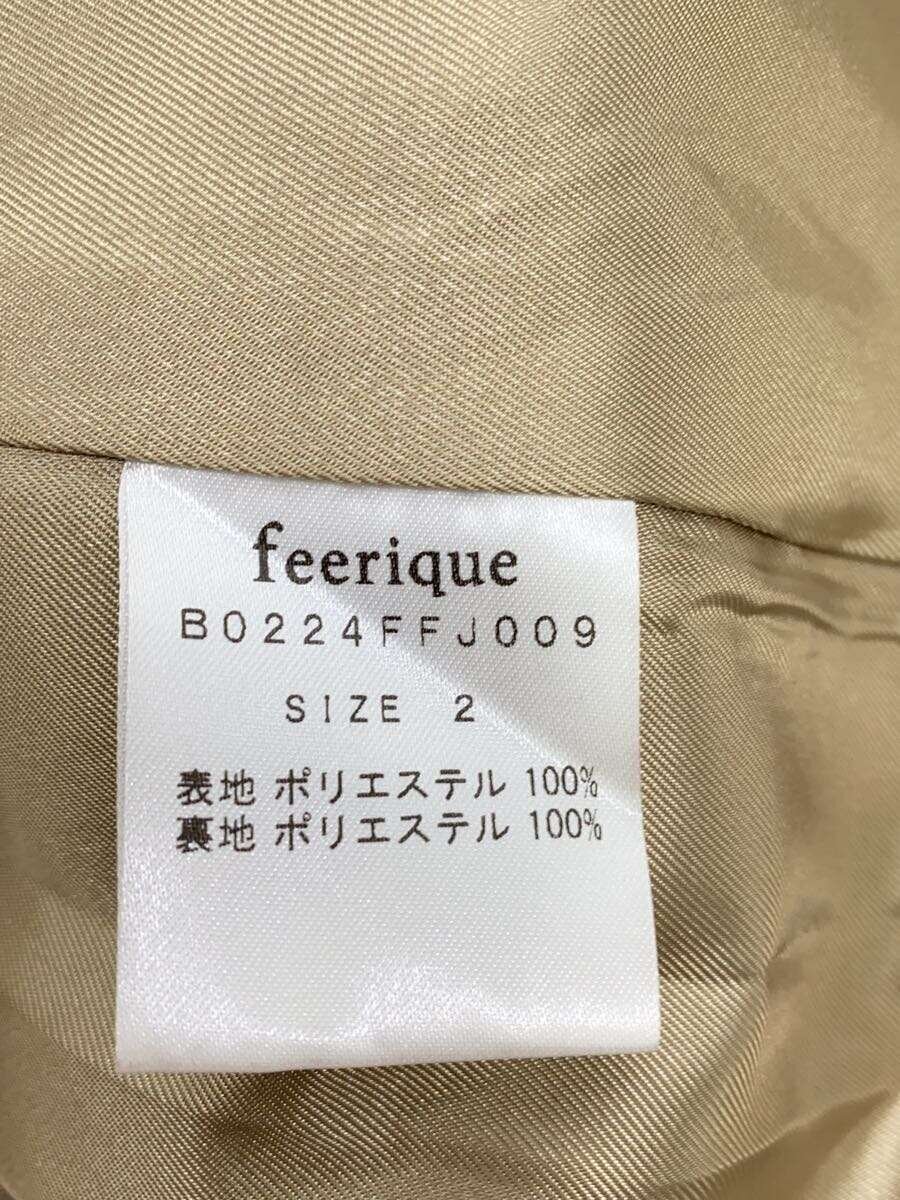 feerique
B0224FFJ009
SIZE 2
表地 ポリエステル 100%
裏地 ポリエステル 100%